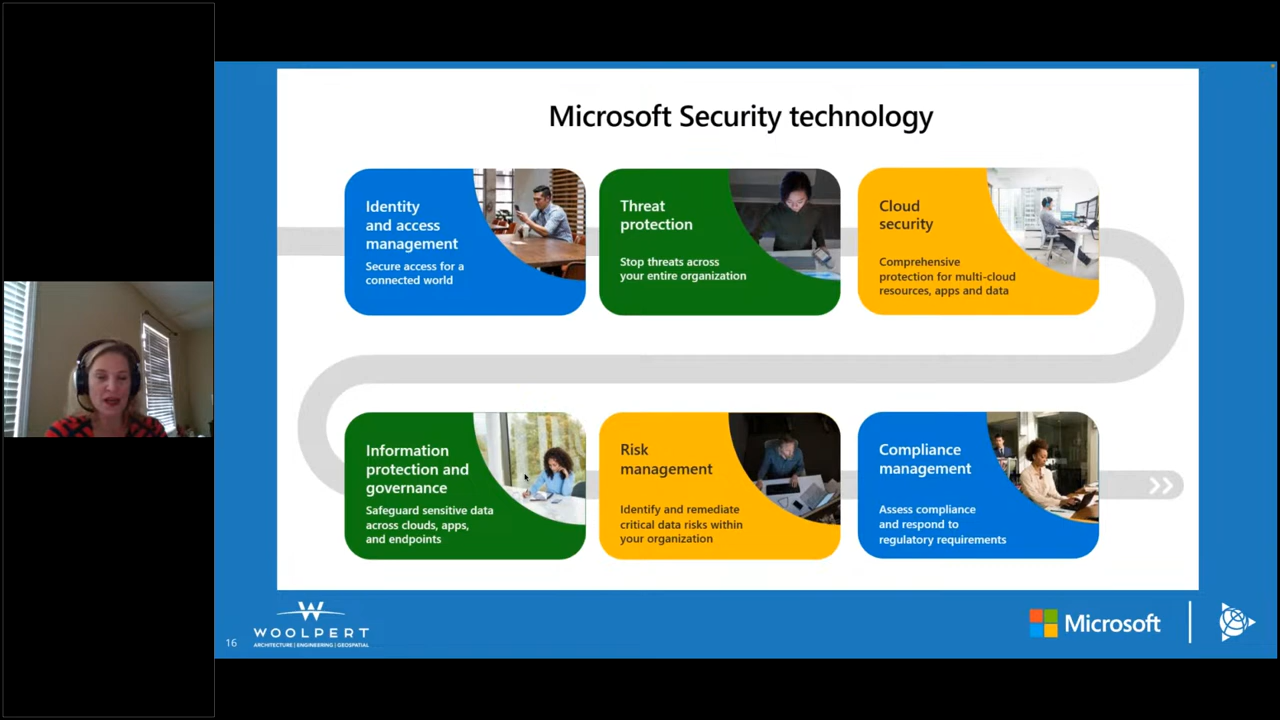 Microsoft Security technology
Identity
and access
management
Secure access for a
connected world
Threat
protection
Stop threats across
your entire organization
Cloud
security
Comprehensive
protection for multi-cloud
resources, apps and data
Information
protection and
governance
Safeguard sensitive data
across clouds, apps,
and endpoints
Risk
management
Identify and remediate
critical data risks within
your organization
Compliance
management
Assess compliance
and respond to
regulatory requirements
16
WOOLPERT
ARCHITECTURE | ENGINEERING | GEOSPATIAL
Microsoft